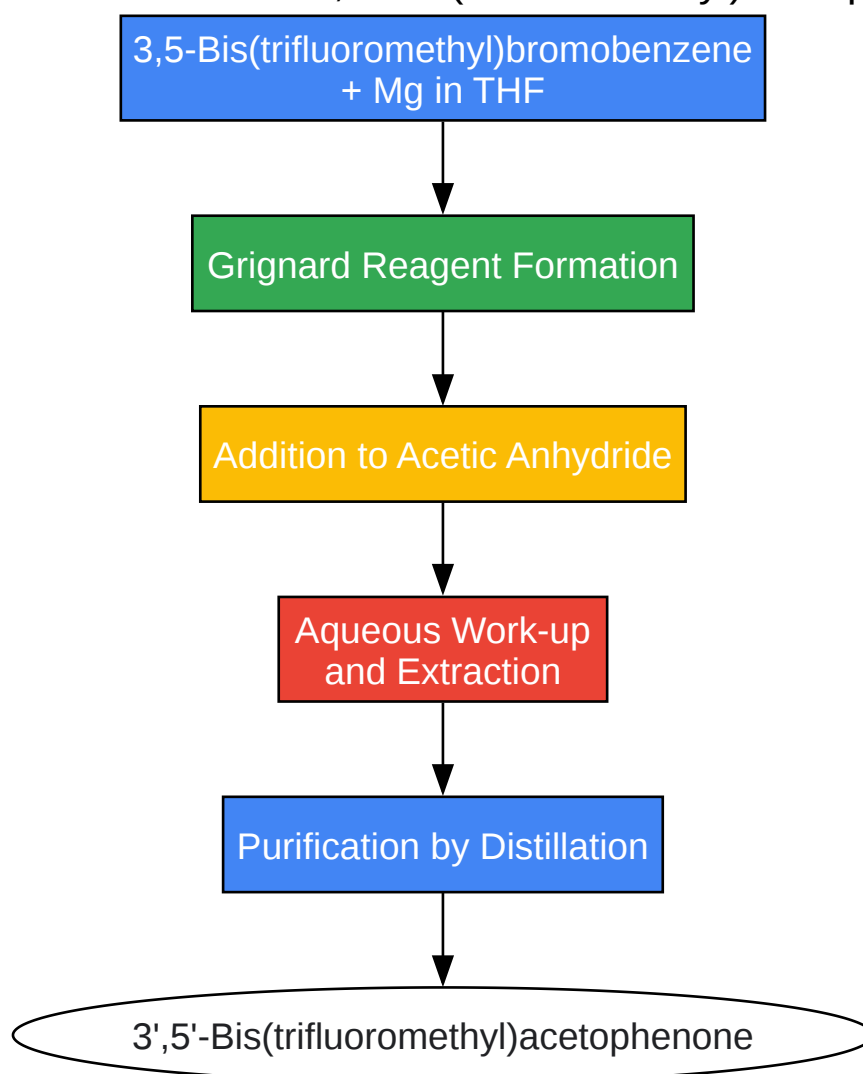 3,5-Bis(trifluoromethyl)bromobenzene
+ Mg in THF
Grignard Reagent Formation
Addition to Acetic Anhydride
Aqueous Work-up
and Extraction
Purification by Distillation
3',5'-Bis(trifluoromethyl)acetophenone